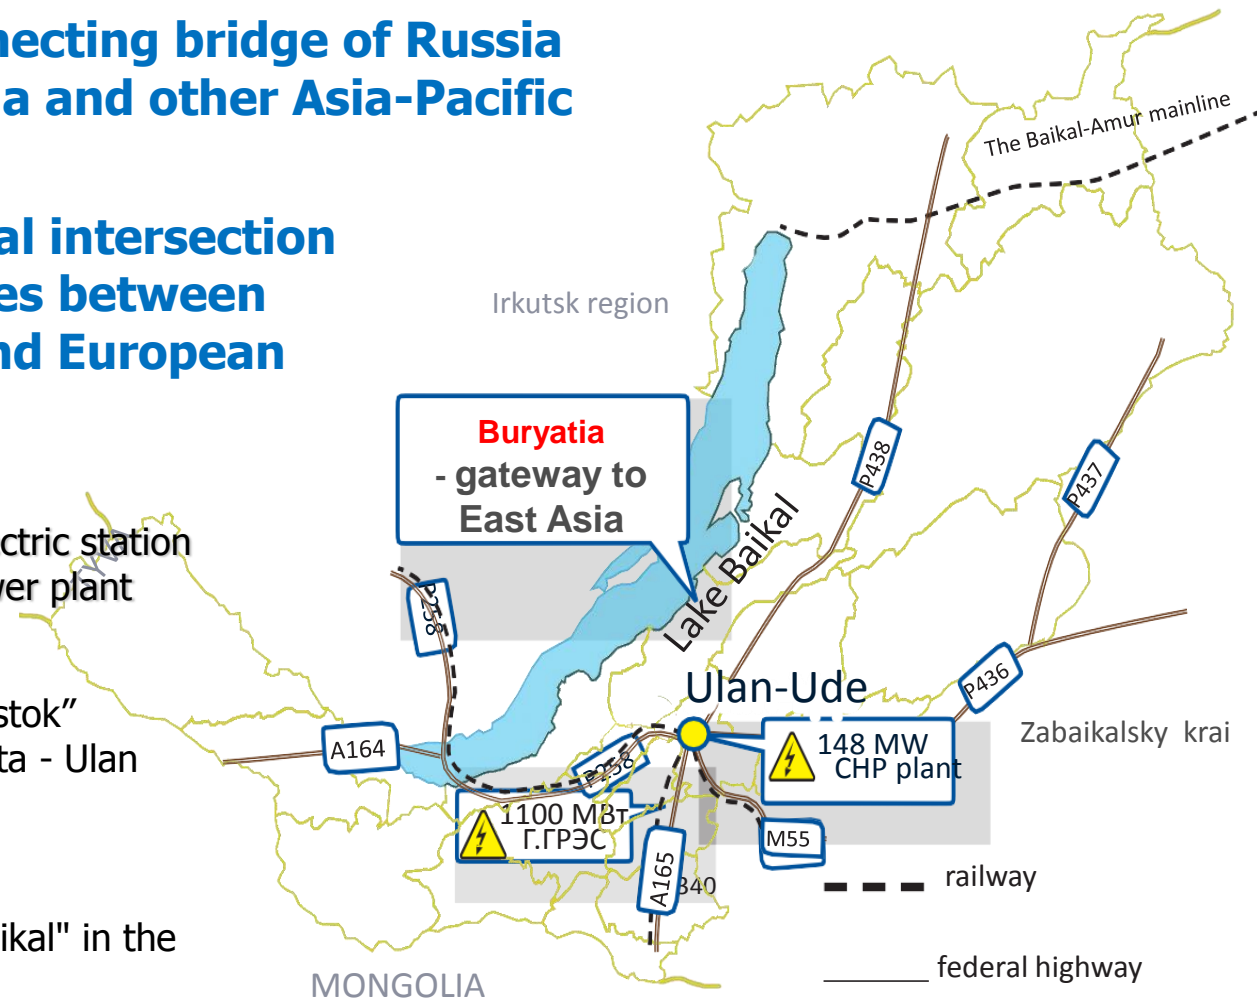 necting bridge of Russia
a and other Asia-Pacific
al intersection
es between
nd European
ctric station
ver plant
stok”
ta - Ulan
ikal" in the
The Baikal-Amur mainline
Irkutsk region
Buryatia
- gateway to
East Asia
Lake Baikal
P438
P437
P436
P258
A164
Ulan-Ude
Zabaikalsky krai
148 MW
CHP plant
P258
1100 МВт
Г.ГРЭС
M55
A165
340
railway
federal highway
MONGOLIA